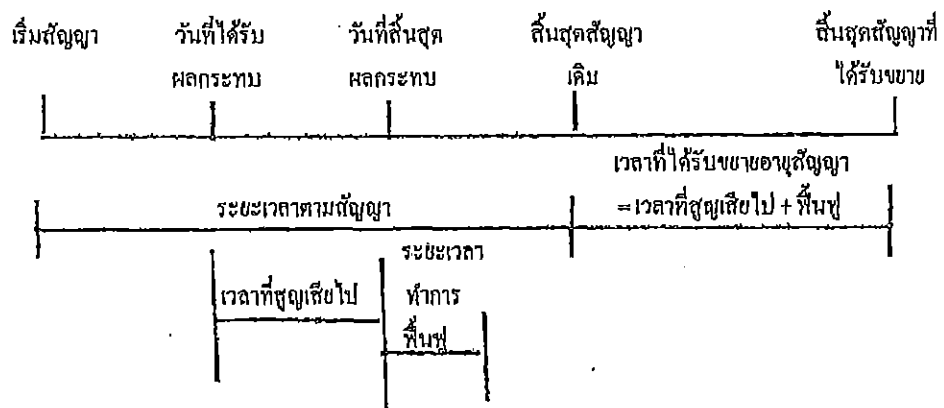 เริ่มสัญญา วันที่ได้รับ วันที่สิ้นสุด สิ้นสุดสัญญา สิ้นสุดสัญญาที่
ผลกระทบ ผลกระทบ เดิม ได้รับขยาย
เวลาที่ได้รับขยายอายุสัญญา
ระยะเวลาตามสัญญา = เวลาที่สูญเสียไป + ฟื้นฟู
ระยะเวลา
เวลาที่สูญเสียไป ทำการ
ฟื้นฟู